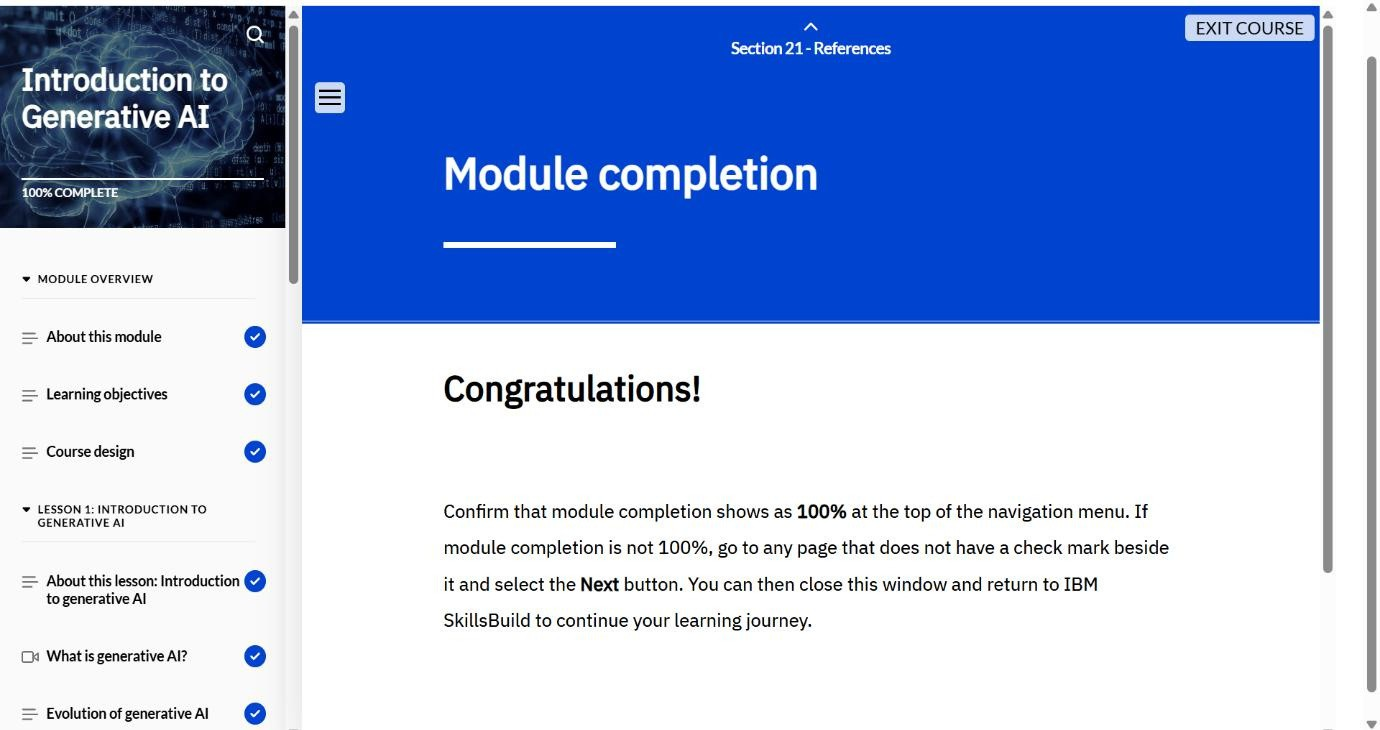 Introduction to
Generative AI
100% COMPLETE
MODULE OVERVIEW
About this module
Learning objectives
Course design
LESSON 1: INTRODUCTION TO
GENERATIVE AI
About this lesson: Introduction
to generative AI
What is generative AI?
Evolution of generative AI
Section 21 - References
EXIT COURSE
Module completion
Congratulations!
Confirm that module completion shows as 100% at the top of the navigation menu. If
module completion is not 100%, go to any page that does not have a check mark beside
it and select the Next button. You can then close this window and return to IBM
SkillsBuild to continue your learning journey.